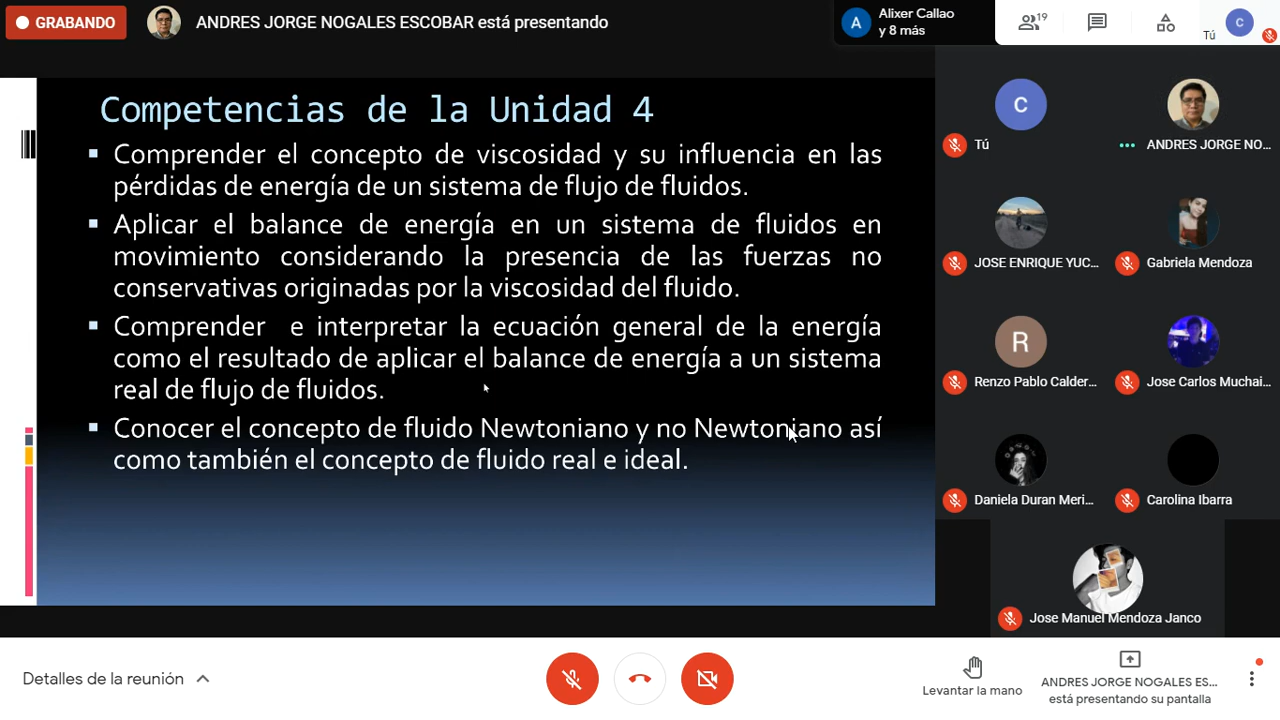 GRABANDO
ANDRES JORGE NOGALES ESCOBAR está presentando
A
Alixer Callao
y 8 más
19
Tú
C
Competencias de la Unidad 4
Comprender el concepto de viscosidad y su influencia en las
pérdidas de energía de un sistema de flujo de fluidos.
Aplicar el balance de energía en un sistema de fluidos en
movimiento considerando la presencia de las fuerzas no
conservativas originadas por la viscosidad del fluido.
Comprender e interpretar la ecuación general de la energía
como el resultado de aplicar el balance de energía a un sistema
real de flujo de fluidos.
Conocer el concepto de fluido Newtoniano y no Newtoniano así
como también el concepto de fluido real e ideal.
C
Tú
ANDRES JORGE NO...
JOSE ENRIQUE YUC...
Gabriela Mendoza
R
Renzo Pablo Calder...
Jose Carlos Muchai...
Daniela Duran Meri...
Carolina Ibarra
Jose Manuel Mendoza Janco
Detalles de la reunión
Levantar la mano
ANDRES JORGE NOGALES ES...
está presentando su pantalla